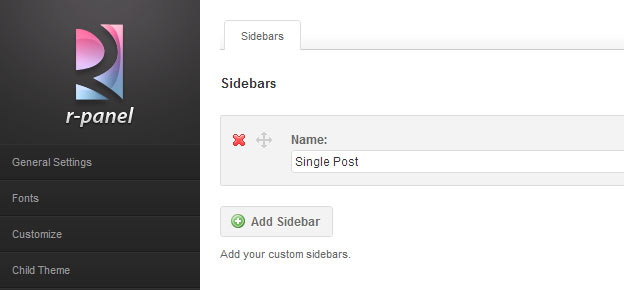 r-panel
General Settings
Fonts
Customize
Child Theme
Sidebars
Sidebars
Name:
Single Post
Add Sidebar
Add your custom sidebars.